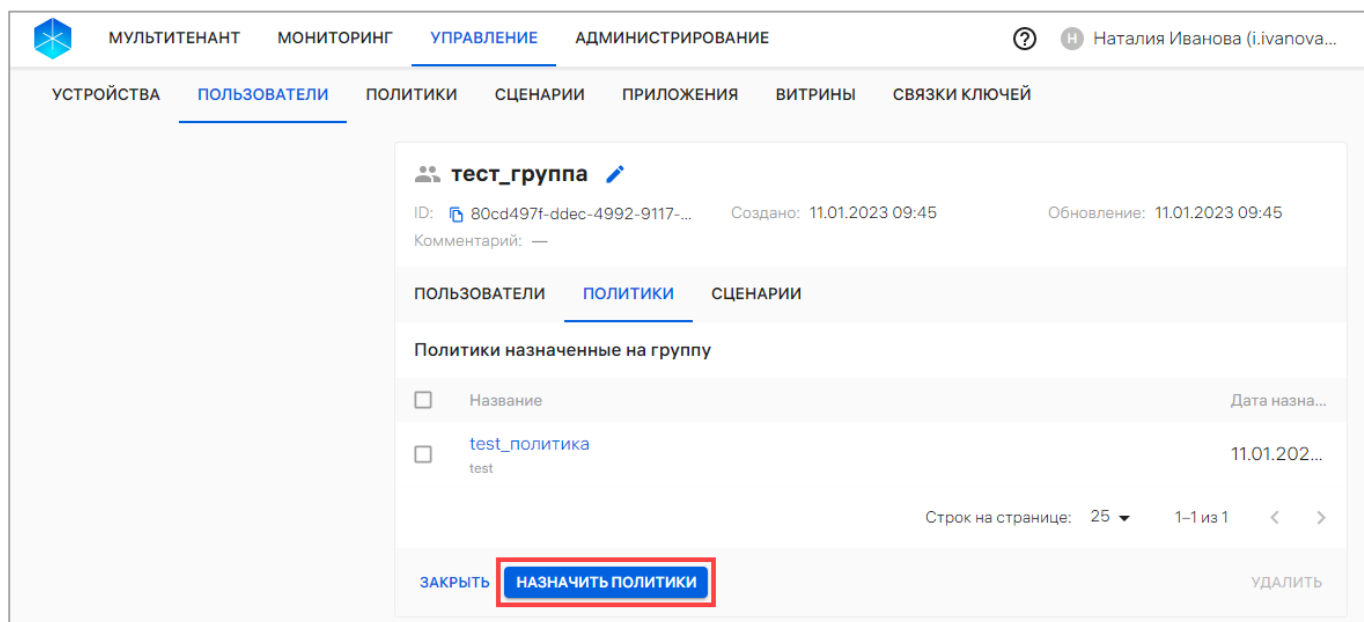 МУЛЬТИТЕНАНТ МОНИТОРИНГ УПРАВЛЕНИЕ АДМИНИСТРИРОВАНИЕ ? Н Наталия Иванова (i.ivanova...
УСТРОЙСТВА ПОЛЬЗОВАТЕЛИ ПОЛИТИКИ СЦЕНАРИИ ПРИЛОЖЕНИЯ ВИТРИНЫ СВЯЗКИ КЛЮЧЕЙ
тест_группа
ID: 80cd497f-ddec-4992-9117-... Создано: 11.01.2023 09:45 Обновление: 11.01.2023 09:45
Комментарий: —
ПОЛЬЗОВАТЕЛИ ПОЛИТИКИ СЦЕНАРИИ
Политики назначенные на группу
Название Дата назна...
test_политика 11.01.202...
test
Строк на странице: 25 1–1 из 1
ЗАКРЫТЬ НАЗНАЧИТЬ ПОЛИТИКИ УДАЛИТЬ